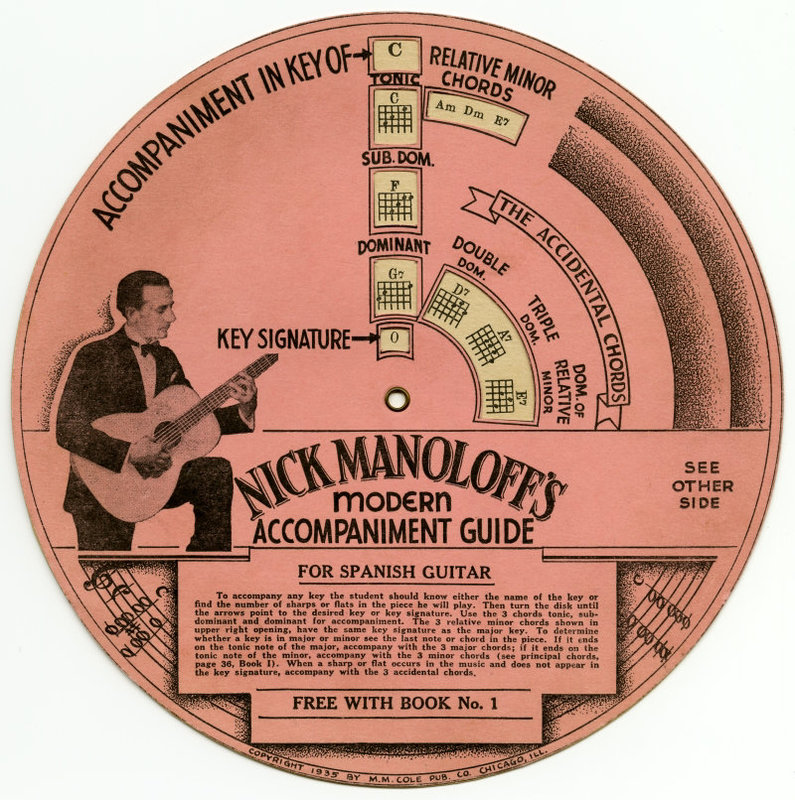 ACCOMPANIMENT IN KEY OF
C
RELATIVE MINOR
CHORDS
Am Dm E7
TONIC
C
SUB. DOM.
F
DOMINANT
G7
KEY SIGNATURE
0
THE ACCIDENTAL CHORDS
DOUBLE
DOM.
D7
TRIPLE
DOM.
A7
DOM. OF
RELATIVE
MINOR
E7
NICK MANOLOFF'S
MODERN
ACCOMPANIMENT GUIDE
SEE
OTHER
SIDE
FOR SPANISH GUITAR
To accompany any key the student should know either the name of the key or
find the number of sharps or flats in the piece he will play. Then turn the disk until
the arrows point to the desired key or key signature. Use the 3 chords tonic, sub-
dominant and dominant for accompaniment. The 3 relative minor chords shown in
upper right opening, have the same key signature as the major key. To determine
whether a key is in major or minor see the last note or chord in the piece. If it ends
on the tonic note of the major, accompany with the 3 major chords; if it ends on the
tonic note of the minor, accompany with the 3 minor chords (see principal chords,
page 36, Book I). When a sharp or flat occurs in the music and does not appear in
the key signature, accompany with the 3 accidental chords.
FREE WITH BOOK No. 1
COPYRIGHT 1935 BY M.M. COLE PUB. CO. CHICAGO, ILL.